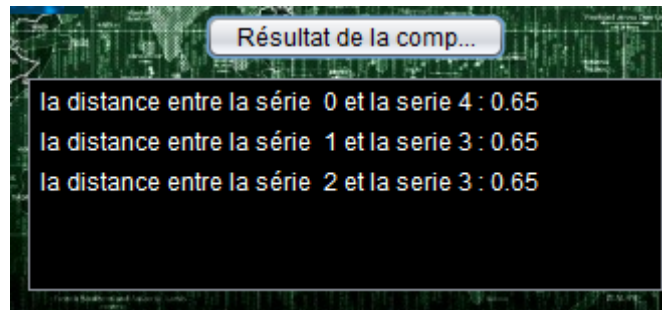 Résultat de la comp...
la distance entre la série 0 et la serie 4 : 0.65
la distance entre la série 1 et la serie 3 : 0.65
la distance entre la série 2 et la serie 3 : 0.65